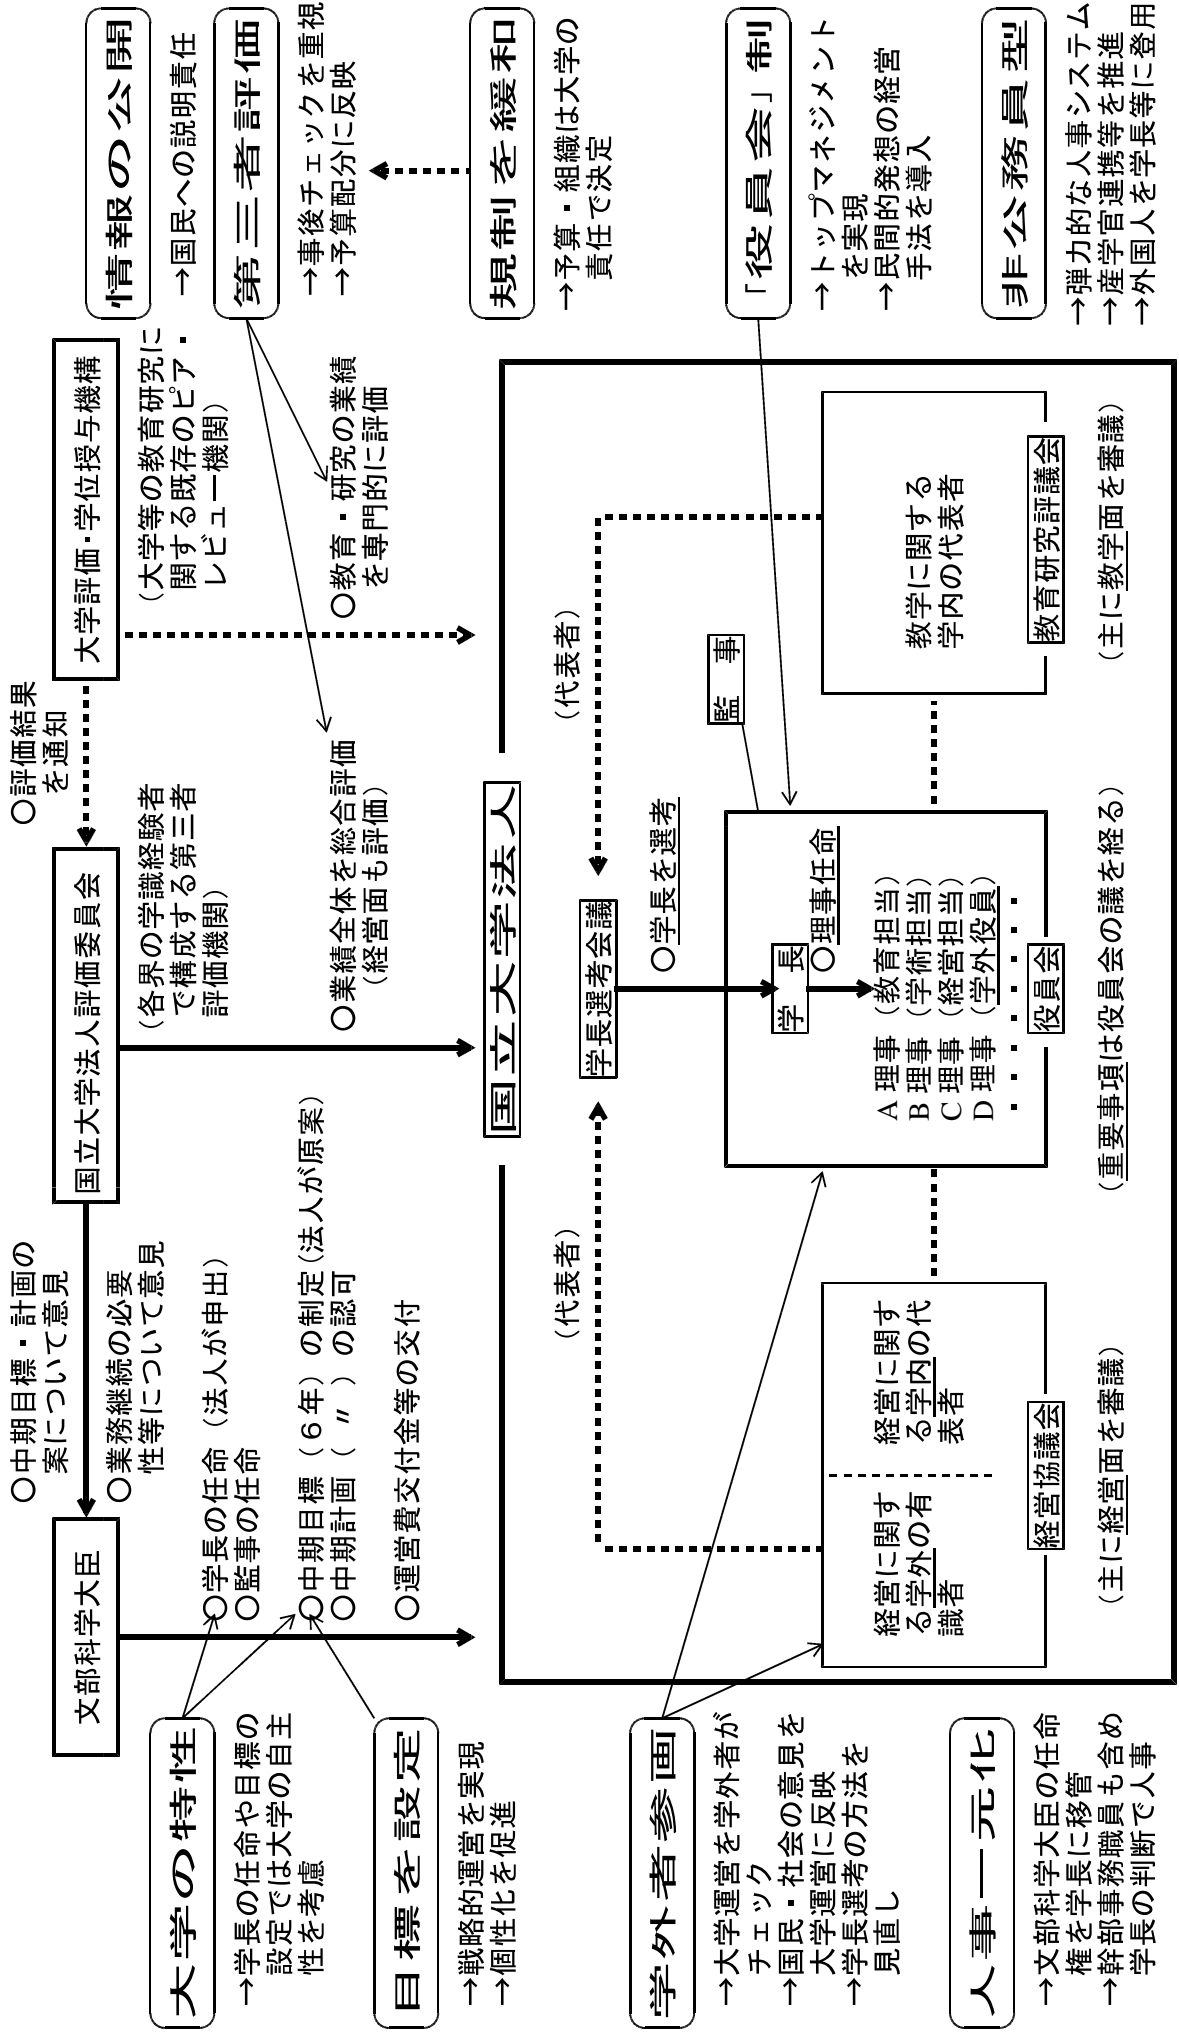 大学の特性
→学長の任命や目標の
設定では大学の自主
性を考慮
目標を設定
→戦略的運営を実現
→個性化を促進
学外者参画
→大学運営を学外者が
チェック
→国民・社会の意見を
大学運営に反映
→学長選考の方法を
見直し
人事一元化
→文部科学大臣の任命
権を学長に移管
→幹部事務職員も含め
学長の判断で人事
文部科学大臣
○中期目標・計画の
案について意見
○業務継続の必要
性等について意見
国立大学法人評価委員会
○評価結果
を通知
大学評価・学位授与機構
(各界の学識経験者
で構成する第三者
評価機関)
(大学等の教育研究に
関する既存のピア・
レビュー機関)
○学長の任命(法人が申出)
○監事の任命
○中期目標(6年)の制定(法人が原案)
○中期計画(〃)の認可
○運営費交付金等の交付
○業績全体を総合評価
(経営面も評価)
○教育・研究の業績
を専門的に評価
国立大学法人
(代表者)
学長選考会議
(代表者)
○学長を選考
監 事
学 長
○理事任命
A 理事(教育担当)
B 理事(学術担当)
C 理事(経営担当)
D 理事(学外役員)
・・・・・・・・
役員会
(重要事項は役員会の議を経る)
経営に関す
る学外の有
識者
経営に関す
る学内の代
表者
経営協議会
(主に経営面を審議)
教学に関する
学内の代表者
教育研究評議会
(主に教学面を審議)
情報の公開
→国民への説明責任
第三者評価
→事後チェックを重視
→予算配分に反映
規制を緩和
→予算・組織は大学の
責任で決定
「役員会」制
→トップマネジメント
を実現
→民間的発想の経営
手法を導入
非公務員型
→弾力的な人事システム
→産学官連携等を推進
→外国人を学長等に登用